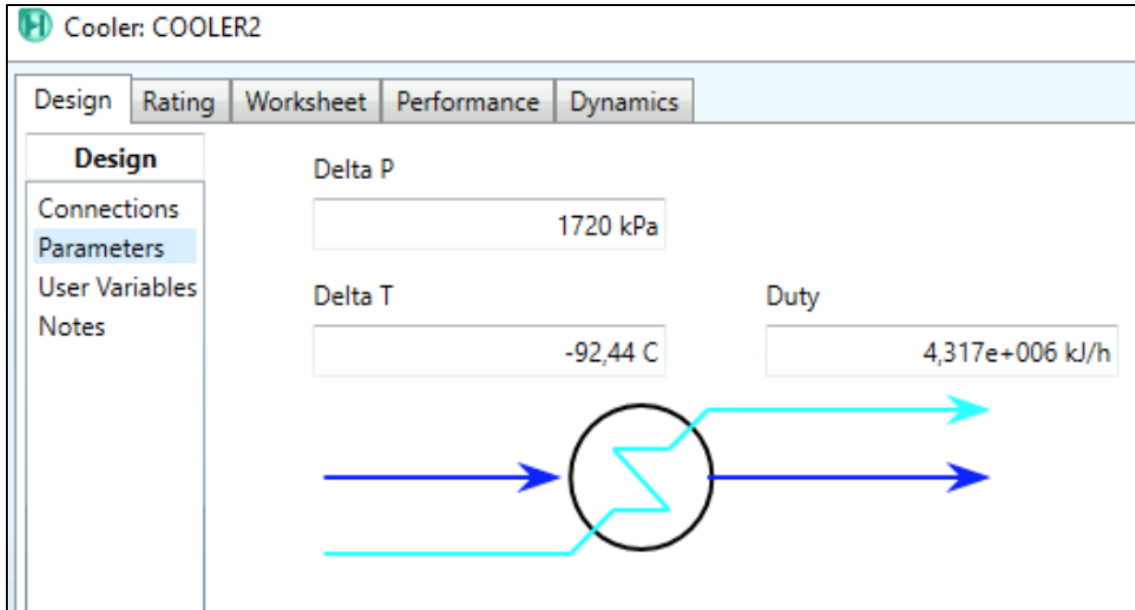 Cooler: COOLER2
Design Rating Worksheet Performance Dynamics
Design
Connections
Parameters
User Variables
Notes
Delta P
1720 kPa
Delta T
-92,44 C
Duty
4,317e+006 kJ/h